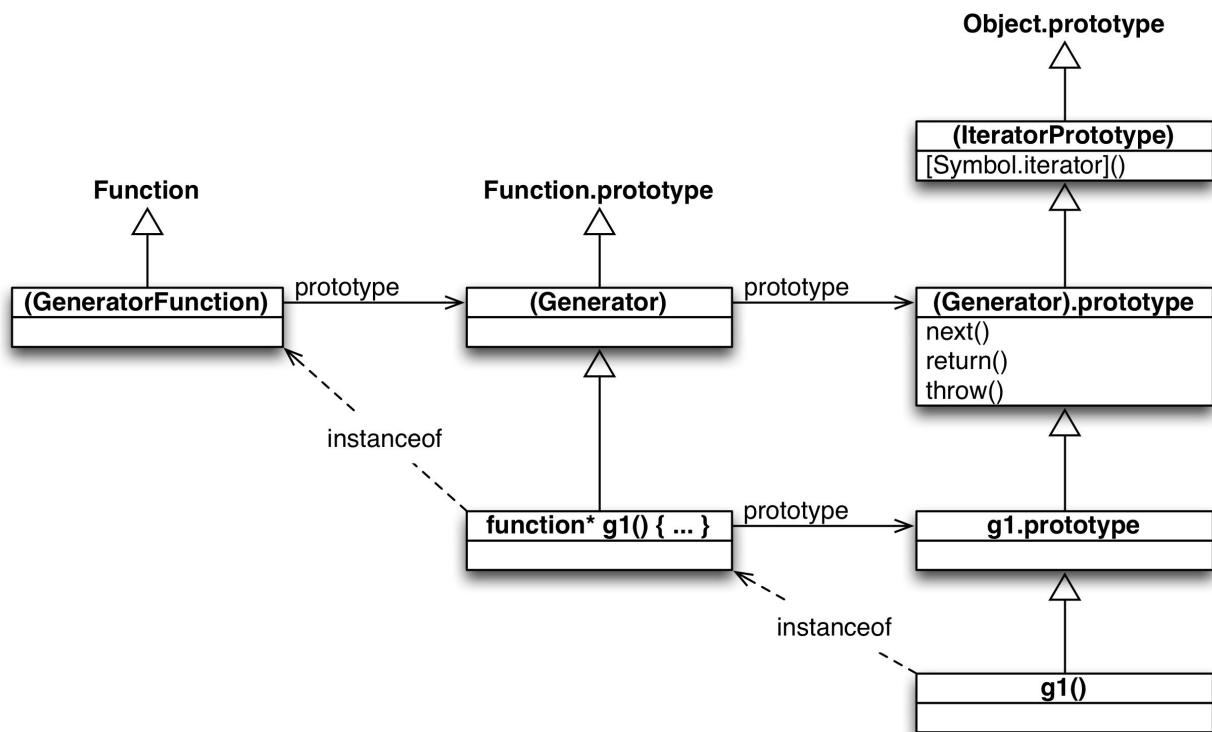 Object.prototype
(IteratorPrototype)
[Symbol.iterator]()
Function
Function.prototype
(GeneratorFunction)
prototype
(Generator)
prototype
(Generator).prototype
next()
return()
throw()
instanceof
function* g1() { ... }
prototype
g1.prototype
instanceof
g1()